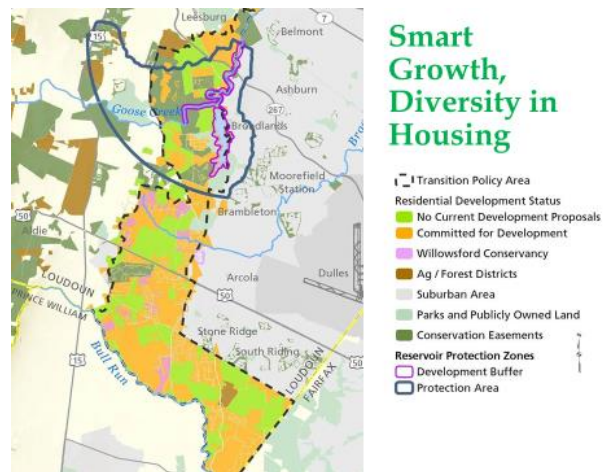 Leesburg
7
15
Belmont
Ashburn
Goose Creek
267
Broadlands
Moorefield
Station
50
Brambleton
Aldie
Arcola
Dulles
LOUDOUN
PRINCE WILLIAM
50
Stone Ridge
South Riding
15
Bull Run
LOUDOUN
FAIRFAX
50
Smart
Growth,
Diversity in
Housing
Transition Policy Area
Residential Development Status
No Current Development Proposals
Committed for Development
Willowsford Conservancy
Ag / Forest Districts
Suburban Area
Parks and Publicly Owned Land
Conservation Easements
Reservoir Protection Zones
Development Buffer
Protection Area